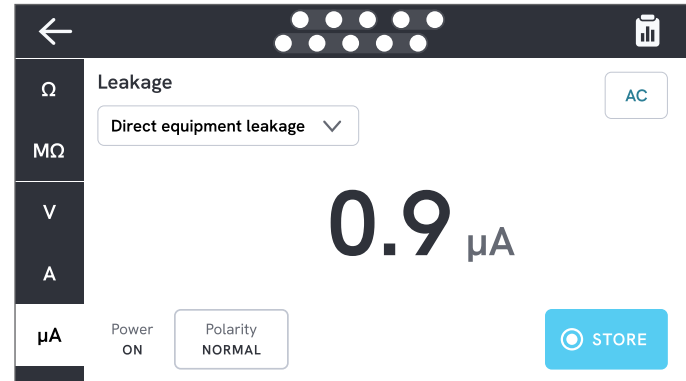 Ω
MΩ
V
A
µA
Leakage
Direct equipment leakage
AC
0.9 µA
Power
ON
Polarity
NORMAL
STORE